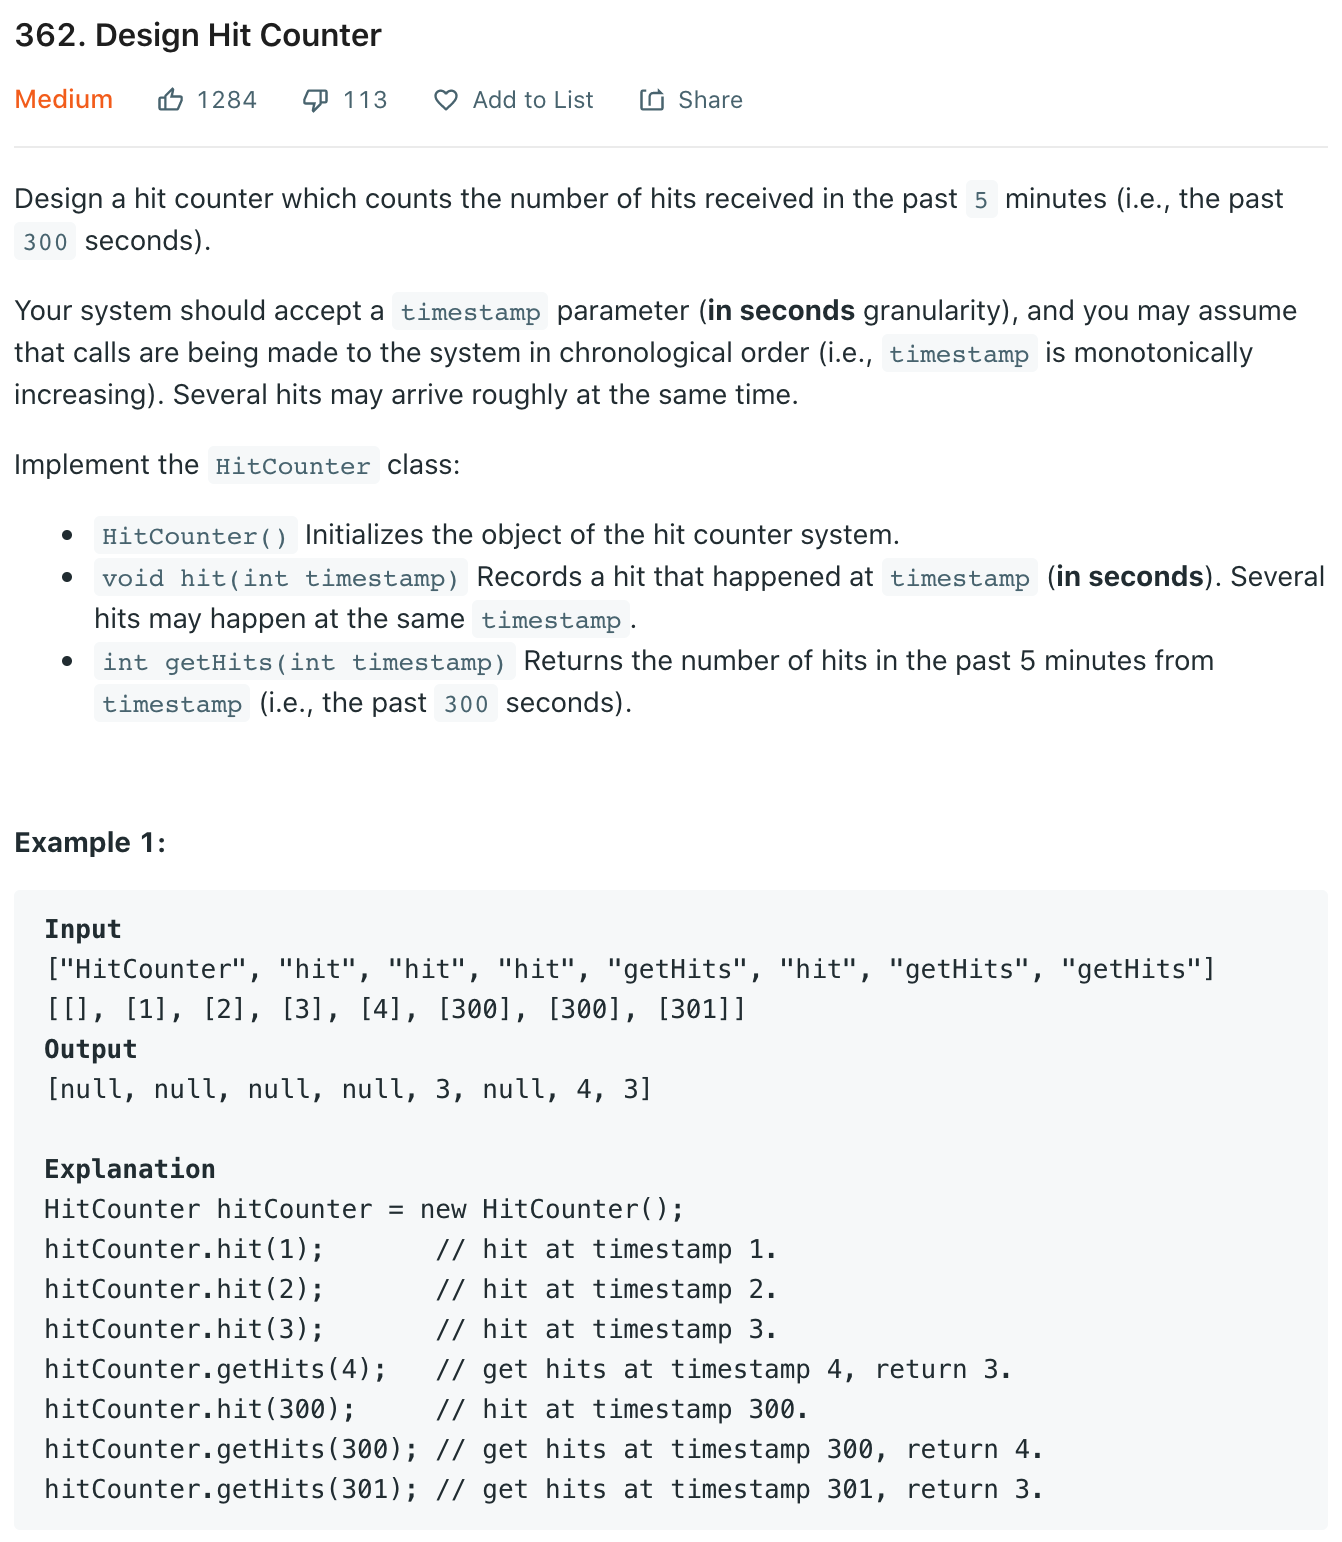 362. Design Hit Counter
Medium 1284 113 Add to List Share
Design a hit counter which counts the number of hits received in the past 5 minutes (i.e., the past
300 seconds).
Your system should accept a timestamp parameter (in seconds granularity), and you may assume
that calls are being made to the system in chronological order (i.e., timestamp is monotonically
increasing). Several hits may arrive roughly at the same time.
Implement the HitCounter class:
• HitCounter() Initializes the object of the hit counter system.
• void hit(int timestamp) Records a hit that happened at timestamp (in seconds). Several
hits may happen at the same timestamp.
• int getHits(int timestamp) Returns the number of hits in the past 5 minutes from
timestamp (i.e., the past 300 seconds).
Example 1:
Input
["HitCounter", "hit", "hit", "hit", "getHits", "hit", "getHits", "getHits"]
[[], [1], [2], [3], [4], [300], [300], [301]]
Output
[null, null, null, null, 3, null, 4, 3]
Explanation
HitCounter hitCounter = new HitCounter();
hitCounter.hit(1);       // hit at timestamp 1.
hitCounter.hit(2);       // hit at timestamp 2.
hitCounter.hit(3);       // hit at timestamp 3.
hitCounter.getHits(4);   // get hits at timestamp 4, return 3.
hitCounter.hit(300);     // hit at timestamp 300.
hitCounter.getHits(300); // get hits at timestamp 300, return 4.
hitCounter.getHits(301); // get hits at timestamp 301, return 3.